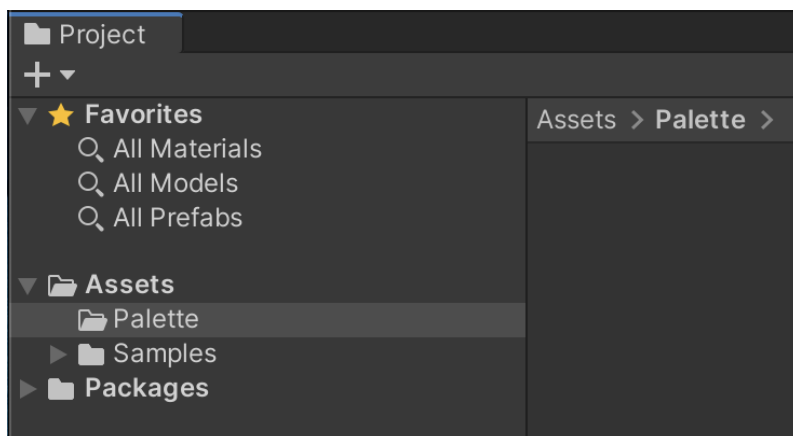 Project
Favorites
All Materials
All Models
All Prefabs
Assets
Palette
Samples
Packages
Assets > Palette >